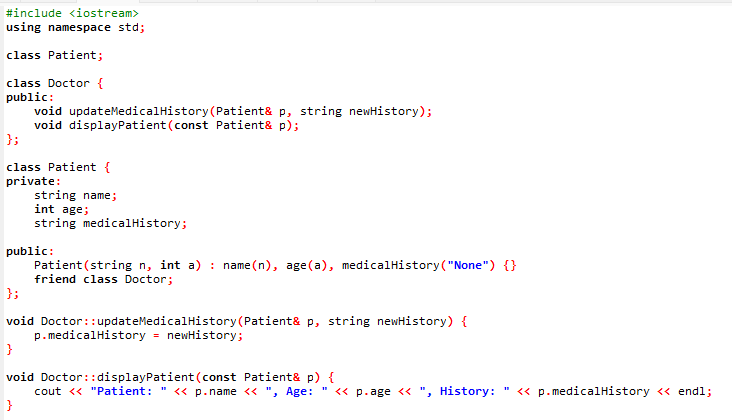 #include <iostream>
using namespace std;

class Patient;

class Doctor {
public:
    void updateMedicalHistory(Patient& p, string newHistory);
    void displayPatient(const Patient& p);
};

class Patient {
private:
    string name;
    int age;
    string medicalHistory;

public:
    Patient(string n, int a) : name(n), age(a), medicalHistory("None") {}
    friend class Doctor;
};

void Doctor::updateMedicalHistory(Patient& p, string newHistory) {
    p.medicalHistory = newHistory;
}

void Doctor::displayPatient(const Patient& p) {
    cout << "Patient: " << p.name << ", Age: " << p.age << ", History: " << p.medicalHistory << endl;
}